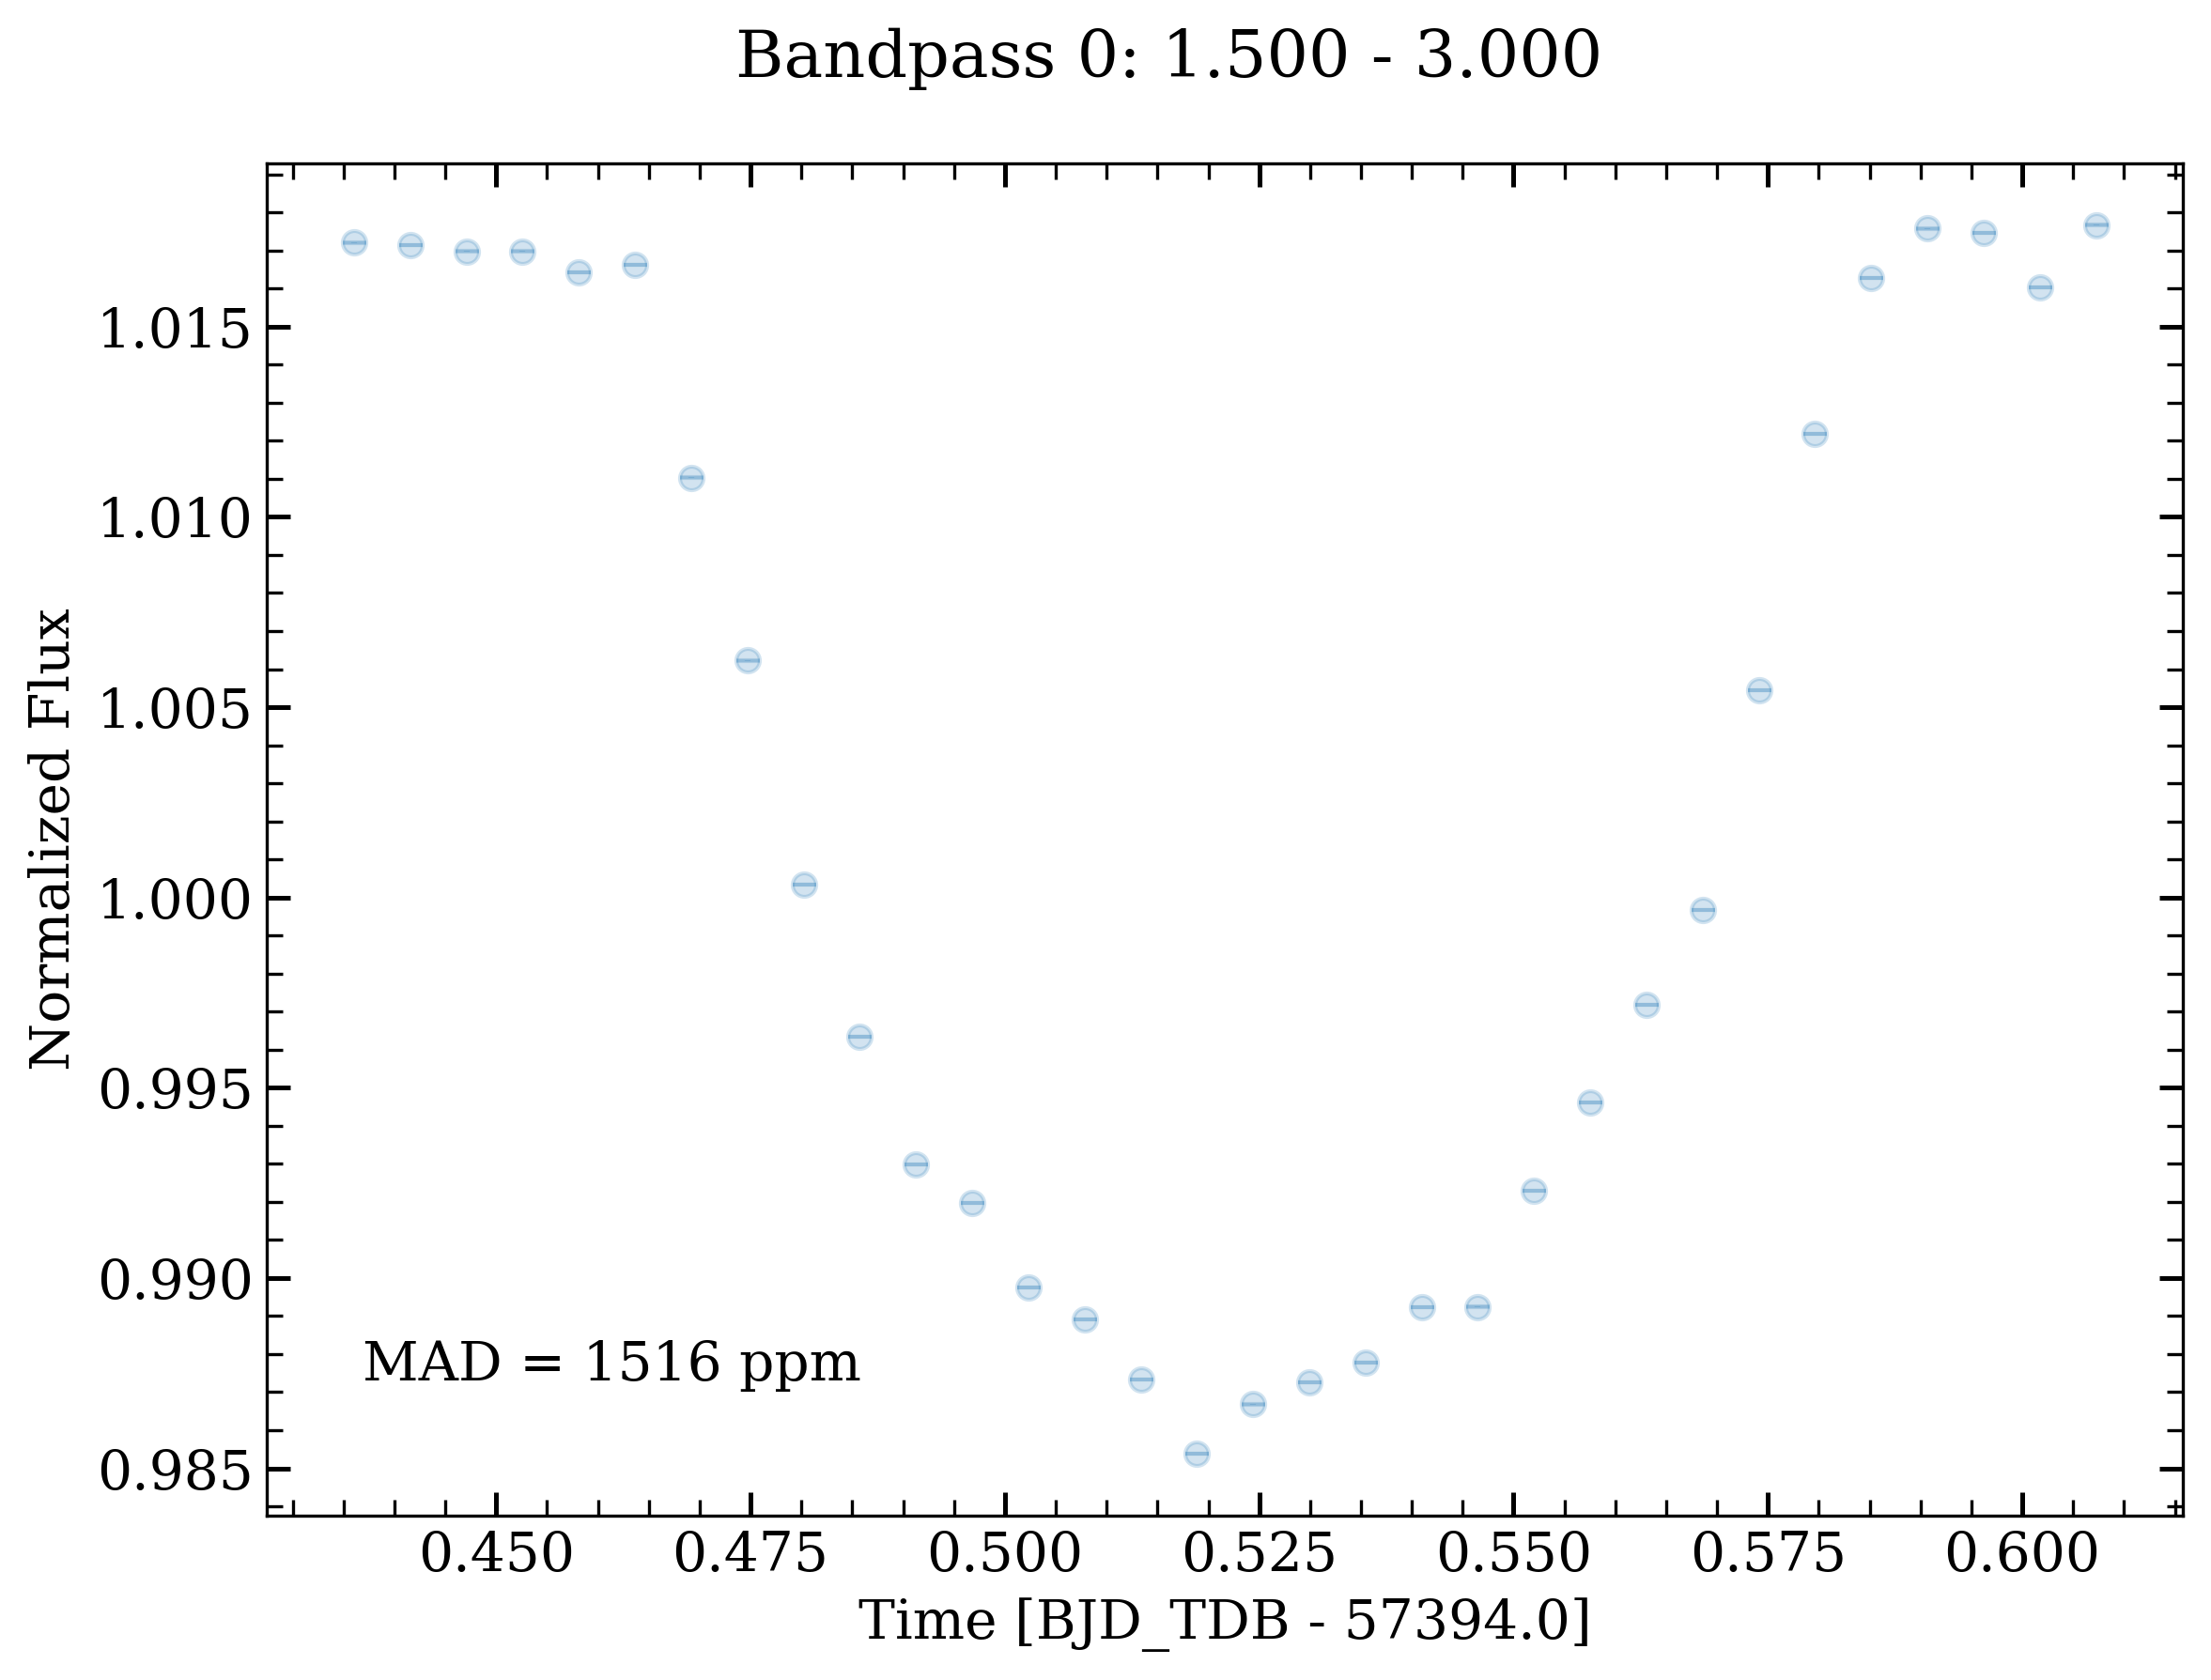 Bandpass 0: 1.500 - 3.000
Normalized Flux
1.015
1.010
1.005
1.000
0.995
0.990
0.985
MAD = 1516 ppm
0.450 0.475 0.500 0.525 0.550 0.575 0.600
Time [BJD_TDB - 57394.0]